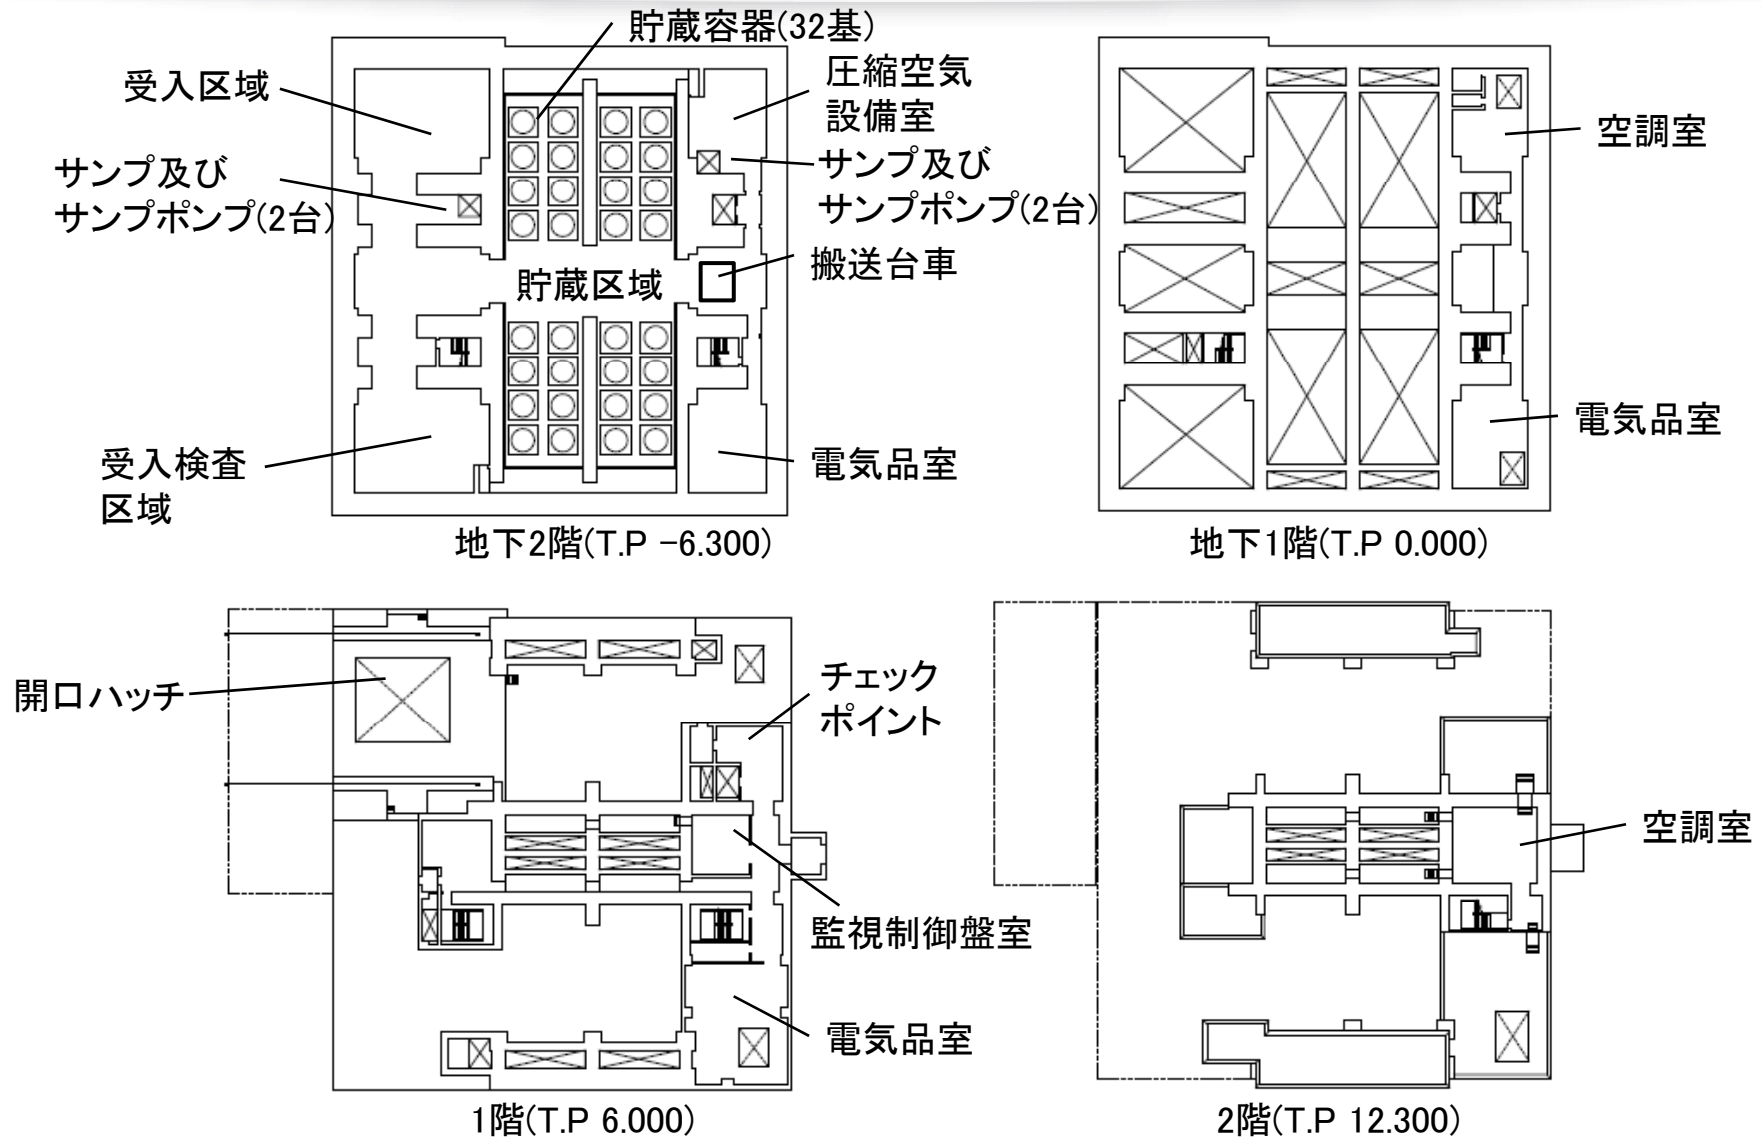 貯蔵容器(32基)
受入区域
圧縮空気
設備室
サンプ及び
サンプポンプ(2台)
サンプ及び
サンプポンプ(2台)
貯蔵区域
搬送台車
受入検査
区域
電気品室
地下2階(T.P -6.300)
空調室
電気品室
地下1階(T.P 0.000)
開口ハッチ
チェック
ポイント
監視制御盤室
電気品室
1階(T.P 6.000)
空調室
2階(T.P 12.300)